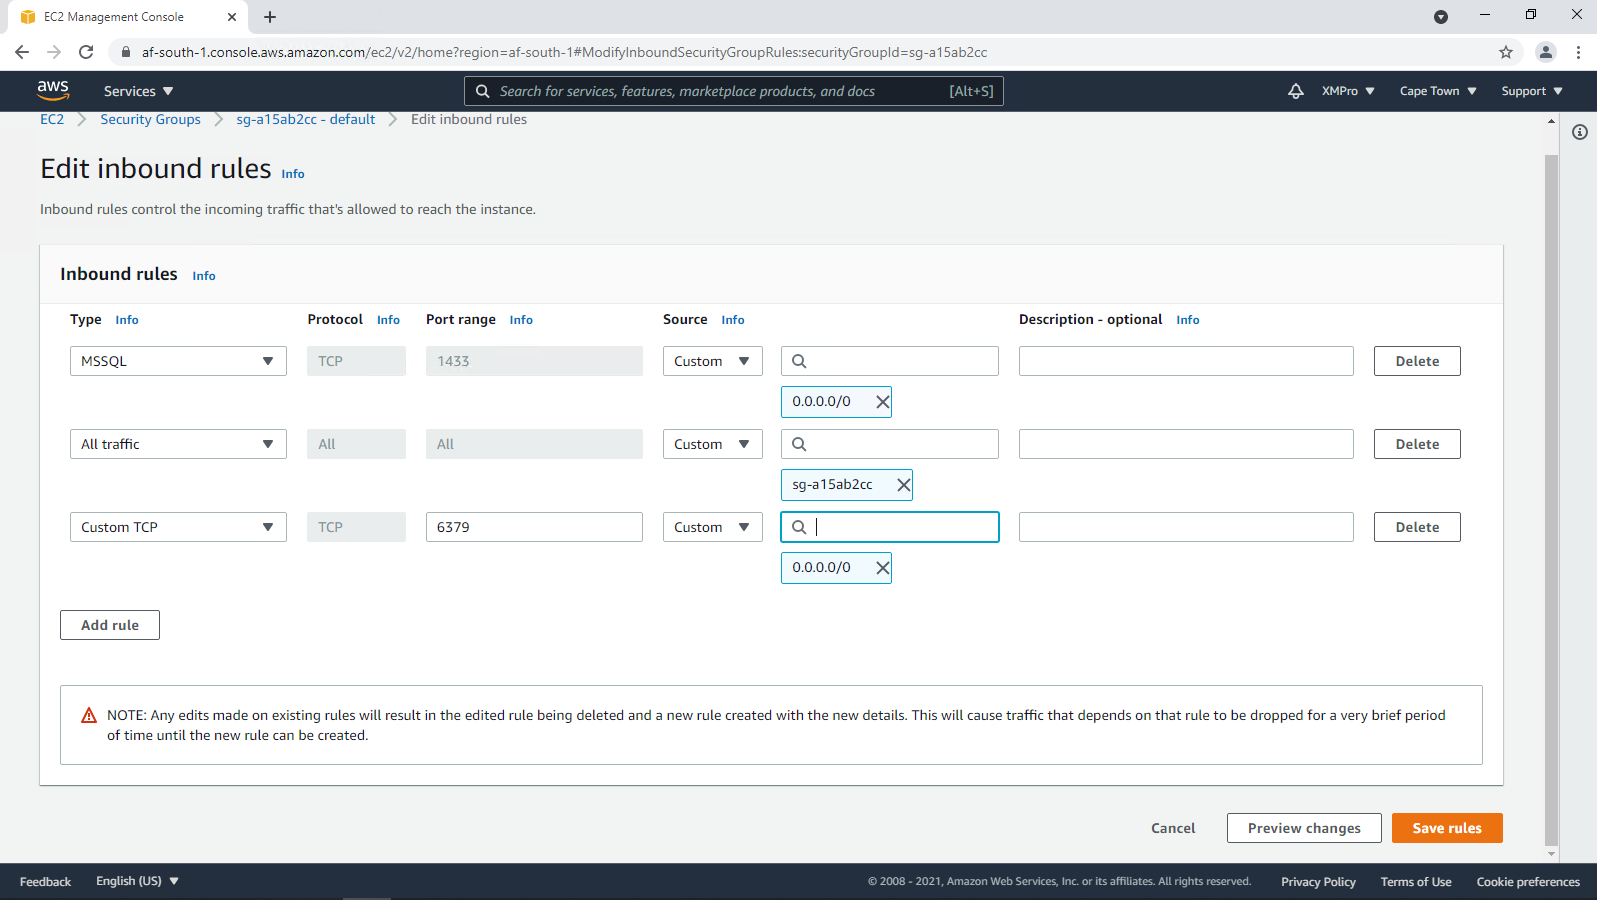 EC2 Management Console
af-south-1.console.aws.amazon.com/ec2/v2/home?region=af-south-1#ModifyInboundSecurityGroupRules:securityGroupId=sg-a15ab2cc
aws Services Search for services, features, marketplace products, and docs [Alt+S] XMPro Cape Town Support
EC2 Security Groups sg-a15ab2cc - default Edit inbound rules
Edit inbound rules Info
Inbound rules control the incoming traffic that's allowed to reach the instance.
Inbound rules Info
Type Info Protocol Info Port range Info Source Info Description - optional Info
MSSQL TCP 1433 Custom Delete
0.0.0.0/0
All traffic All All Custom Delete
sg-a15ab2cc
Custom TCP TCP 6379 Custom Delete
0.0.0.0/0
Add rule
NOTE: Any edits made on existing rules will result in the edited rule being deleted and a new rule created with the new details. This will cause traffic that depends on that rule to be dropped for a very brief period
of time until the new rule can be created.
Cancel Preview changes Save rules
Feedback English (US) © 2008 - 2021, Amazon Web Services, Inc. or its affiliates. All rights reserved. Privacy Policy Terms of Use Cookie preferences